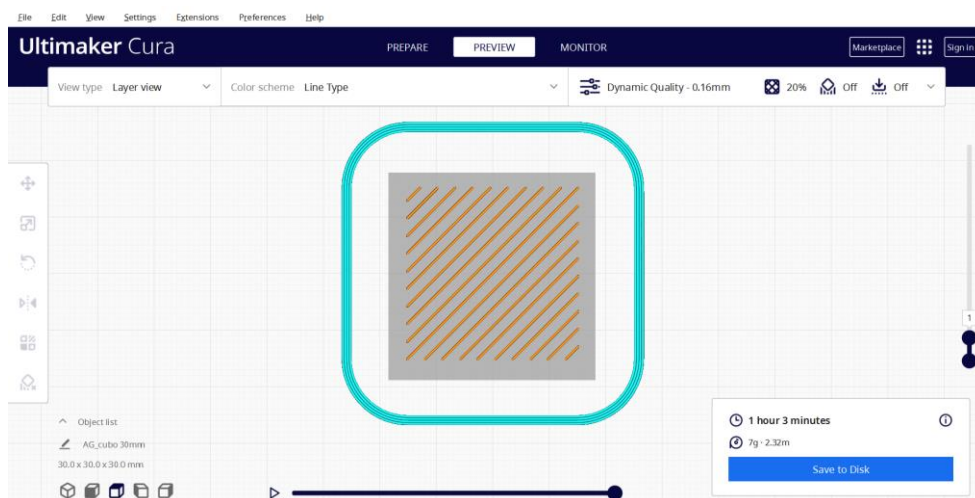 File Edit View Settings Extensions Preferences Help
Ultimaker Cura PREPARE PREVIEW MONITOR Marketplace Sign in
View type Layer view Color scheme Line Type Dynamic Quality - 0.16mm 20% Off Off
1
Object list
AG_cubo 30mm
30.0 x 30.0 x 30.0 mm
1 hour 3 minutes
7g · 2.32m
Save to Disk